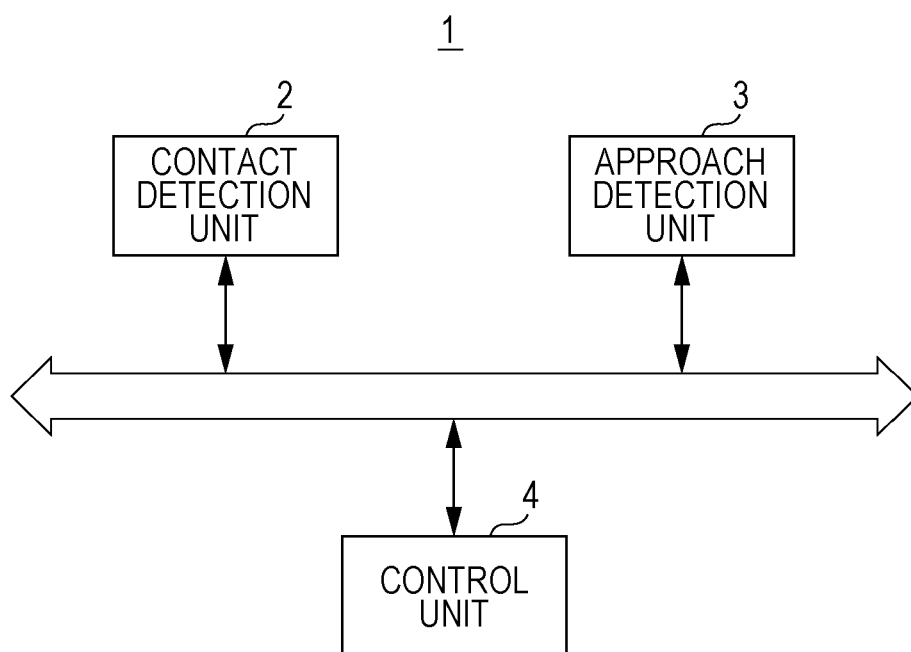 1
2
CONTACT
DETECTION
UNIT
3
APPROACH
DETECTION
UNIT
4
CONTROL
UNIT